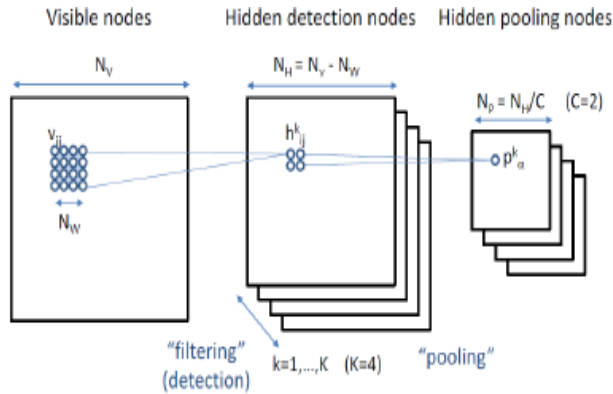 Visible nodes
Hidden detection nodes
Hidden pooling nodes
N_V
N_H = N_v - N_W
N_P = N_H/C (C=2)
v_ij
h^k_ij
p^k_α
N_W
"filtering"
(detection)
k=1,...,K (K=4)
"pooling"